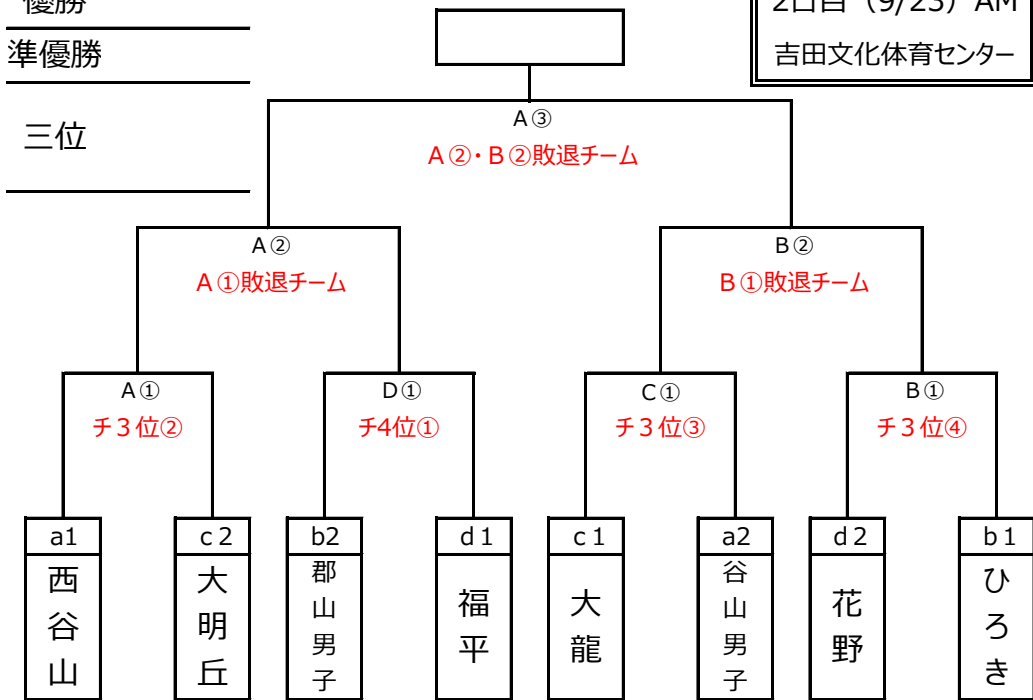 優勝
準優勝
三位
2日目（9/23）AM
吉田文化体育センター
A③
A②・B②敗退チーム
A②
A①敗退チーム
B②
B①敗退チーム
A①
チ３位②
D①
チ4位①
C①
チ３位③
B①
チ３位④
a1
西谷山
c2
大明丘
b2
郡山男子
d1
福平
c1
大龍
a2
谷山男子
d2
花野
b1
ひろき